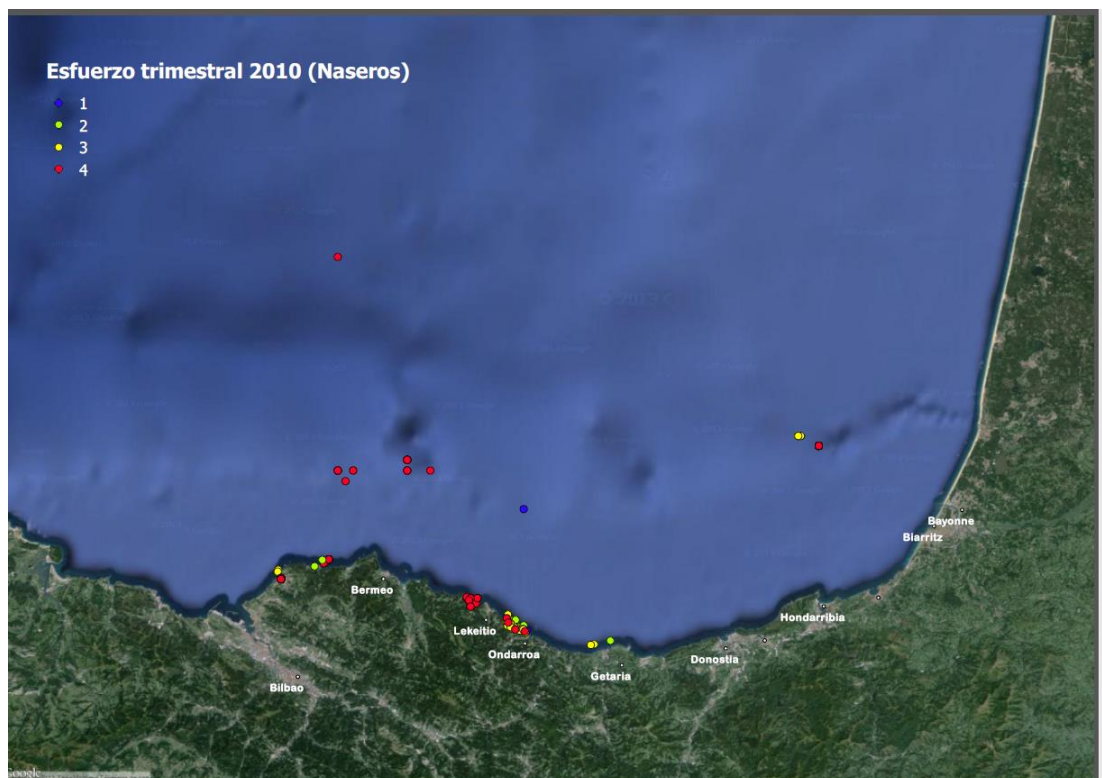 Esfuerzo trimestral 2010 (Naseros)
1
2
3
4
Bayonne
Biarritz
Bermeo
Hondarribia
Lekeitio
Ondarroa
Donostia
Getaria
Bilbao
Google